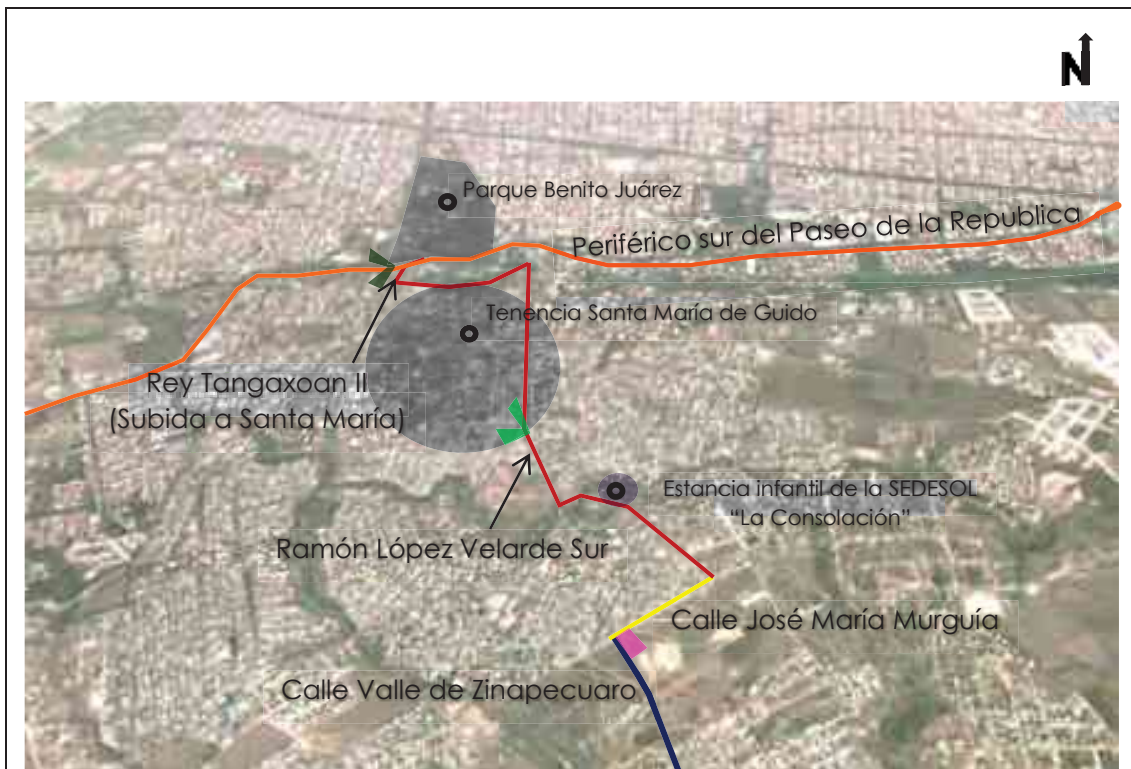 N
Parque Benito Juárez
Periférico sur del Paseo de la Republica
Tenencia Santa María de Guido
Rey Tangaxoan II
(Subida a Santa María)
Estancia infantil de la SEDESOL
“La Consolación”
Ramón López Velarde Sur
Calle José María Murguía
Calle Valle de Zinapecuaro